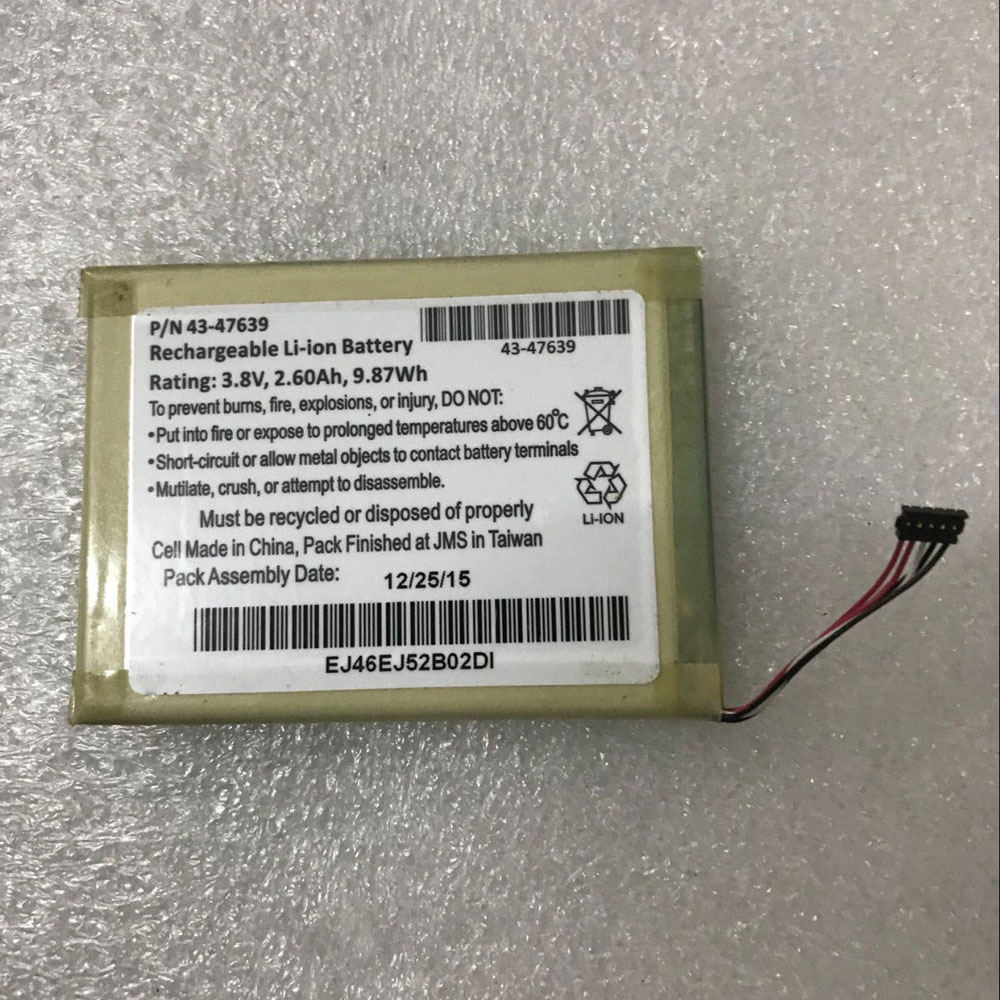 P/N 43-47639
Rechargeable Li-ion Battery
43-47639
Rating: 3.8V, 2.60Ah, 9.87Wh
To prevent burns, fire, explosions, or injury, DO NOT:
•Put into fire or expose to prolonged temperatures above 60°C
•Short-circuit or allow metal objects to contact battery terminals
•Mutilate, crush, or attempt to disassemble.
LI-ION
Must be recycled or disposed of properly
Cell Made in China, Pack Finished at JMS in Taiwan
Pack Assembly Date: 12/25/15
EJ46EJ52B02DI